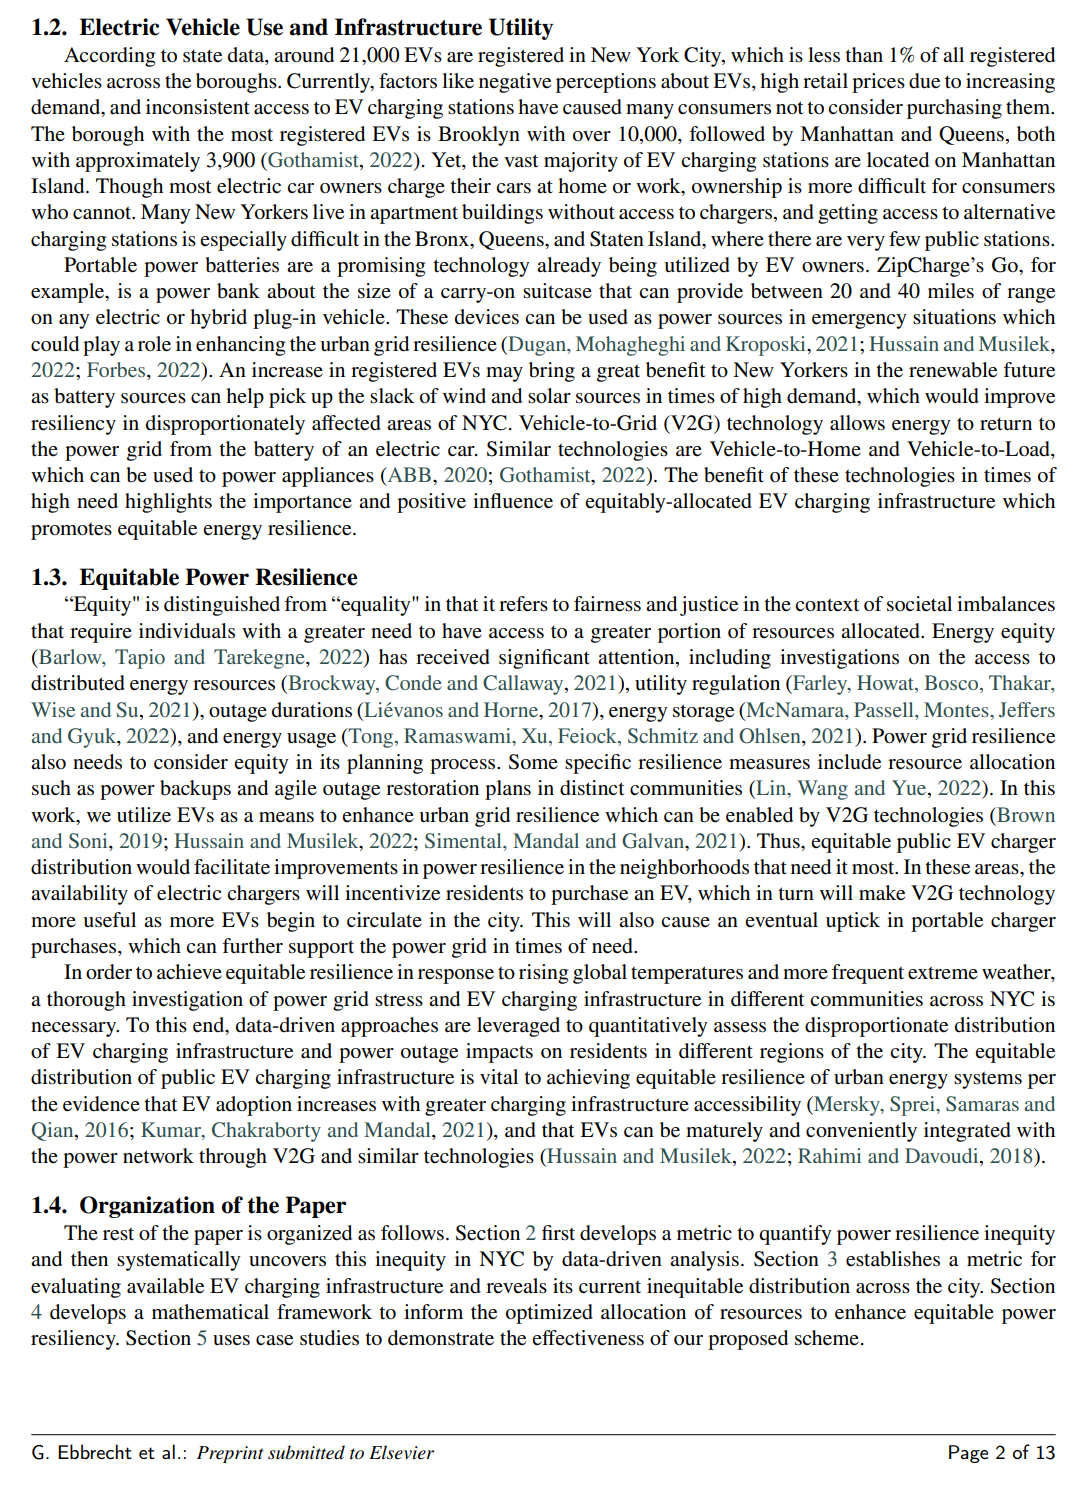 1.2. Electric Vehicle Use and Infrastructure Utility
According to state data, around 21,000 EVs are registered in New York City, which is less than 1% of all registered
vehicles across the boroughs. Currently, factors like negative perceptions about EVs, high retail prices due to increasing
demand, and inconsistent access to EV charging stations have caused many consumers not to consider purchasing them.
The borough with the most registered EVs is Brooklyn with over 10,000, followed by Manhattan and Queens, both
with approximately 3,900 (Gothamist, 2022). Yet, the vast majority of EV charging stations are located on Manhattan
Island. Though most electric car owners charge their cars at home or work, ownership is more difficult for consumers
who cannot. Many New Yorkers live in apartment buildings without access to chargers, and getting access to alternative
charging stations is especially difficult in the Bronx, Queens, and Staten Island, where there are very few public stations.
Portable power batteries are a promising technology already being utilized by EV owners. ZipCharge's Go, for
example, is a power bank about the size of a carry-on suitcase that can provide between 20 and 40 miles of range
on any electric or hybrid plug-in vehicle. These devices can be used as power sources in emergency situations which
could play a role in enhancing the urban grid resilience (Dugan, Mohagheghi and Kroposki, 2021; Hussain and Musilek,
2022; Forbes, 2022). An increase in registered EVs may bring a great benefit to New Yorkers in the renewable future
as battery sources can help pick up the slack of wind and solar sources in times of high demand, which would improve
resiliency in disproportionately affected areas of NYC. Vehicle-to-Grid (V2G) technology allows energy to return to
the power grid from the battery of an electric car. Similar technologies are Vehicle-to-Home and Vehicle-to-Load,
which can be used to power appliances (ABB, 2020; Gothamist, 2022). The benefit of these technologies in times of
high need highlights the importance and positive influence of equitably-allocated EV charging infrastructure which
promotes equitable energy resilience.
1.3. Equitable Power Resilience
“Equity" is distinguished from “equality" in that it refers to fairness and justice in the context of societal imbalances
that require individuals with a greater need to have access to a greater portion of resources allocated. Energy equity
(Barlow, Tapio and Tarekegne, 2022) has received significant attention, including investigations on the access to
distributed energy resources (Brockway, Conde and Callaway, 2021), utility regulation (Farley, Howat, Bosco, Thakar,
Wise and Su, 2021), outage durations (Liévanos and Horne, 2017), energy storage (McNamara, Passell, Montes, Jeffers
and Gyuk, 2022), and energy usage (Tong, Ramaswami, Xu, Feiock, Schmitz and Ohlsen, 2021). Power grid resilience
also needs to consider equity in its planning process. Some specific resilience measures include resource allocation
such as power backups and agile outage restoration plans in distinct communities (Lin, Wang and Yue, 2022). In this
work, we utilize EVs as a means to enhance urban grid resilience which can be enabled by V2G technologies (Brown
and Soni, 2019; Hussain and Musilek, 2022; Simental, Mandal and Galvan, 2021). Thus, equitable public EV charger
distribution would facilitate improvements in power resilience in the neighborhoods that need it most. In these areas, the
availability of electric chargers will incentivize residents to purchase an EV, which in turn will make V2G technology
more useful as more EVs begin to circulate in the city. This will also cause an eventual uptick in portable charger
purchases, which can further support the power grid in times of need.
In order to achieve equitable resilience in response to rising global temperatures and more frequent extreme weather,
a thorough investigation of power grid stress and EV charging infrastructure in different communities across NYC is
necessary. To this end, data-driven approaches are leveraged to quantitatively assess the disproportionate distribution
of EV charging infrastructure and power outage impacts on residents in different regions of the city. The equitable
distribution of public EV charging infrastructure is vital to achieving equitable resilience of urban energy systems per
the evidence that EV adoption increases with greater charging infrastructure accessibility (Mersky, Sprei, Samaras and
Qian, 2016; Kumar, Chakraborty and Mandal, 2021), and that EVs can be maturely and conveniently integrated with
the power network through V2G and similar technologies (Hussain and Musilek, 2022; Rahimi and Davoudi, 2018).
1.4. Organization of the Paper
The rest of the paper is organized as follows. Section 2 first develops a metric to quantify power resilience inequity
and then systematically uncovers this inequity in NYC by data-driven analysis. Section 3 establishes a metric for
evaluating available EV charging infrastructure and reveals its current inequitable distribution across the city. Section
4 develops a mathematical framework to inform the optimized allocation of resources to enhance equitable power
resiliency. Section 5 uses case studies to demonstrate the effectiveness of our proposed scheme.
G. Ebbrecht et al.: Preprint submitted to Elsevier
Page 2 of 13